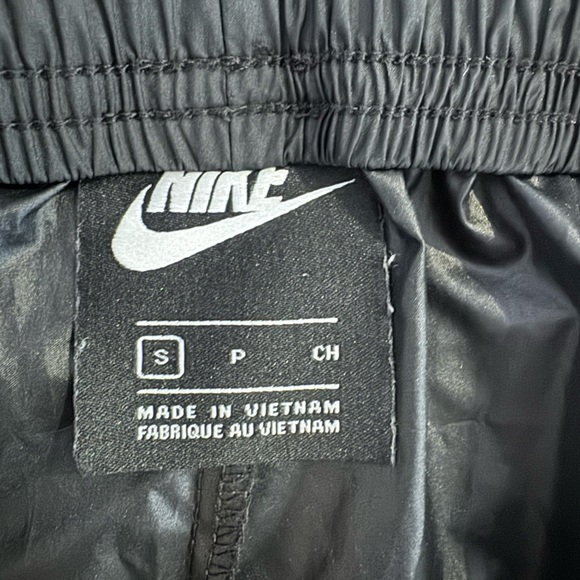 NIKE
S P CH
MADE IN VIETNAM
FABRIQUE AU VIETNAM